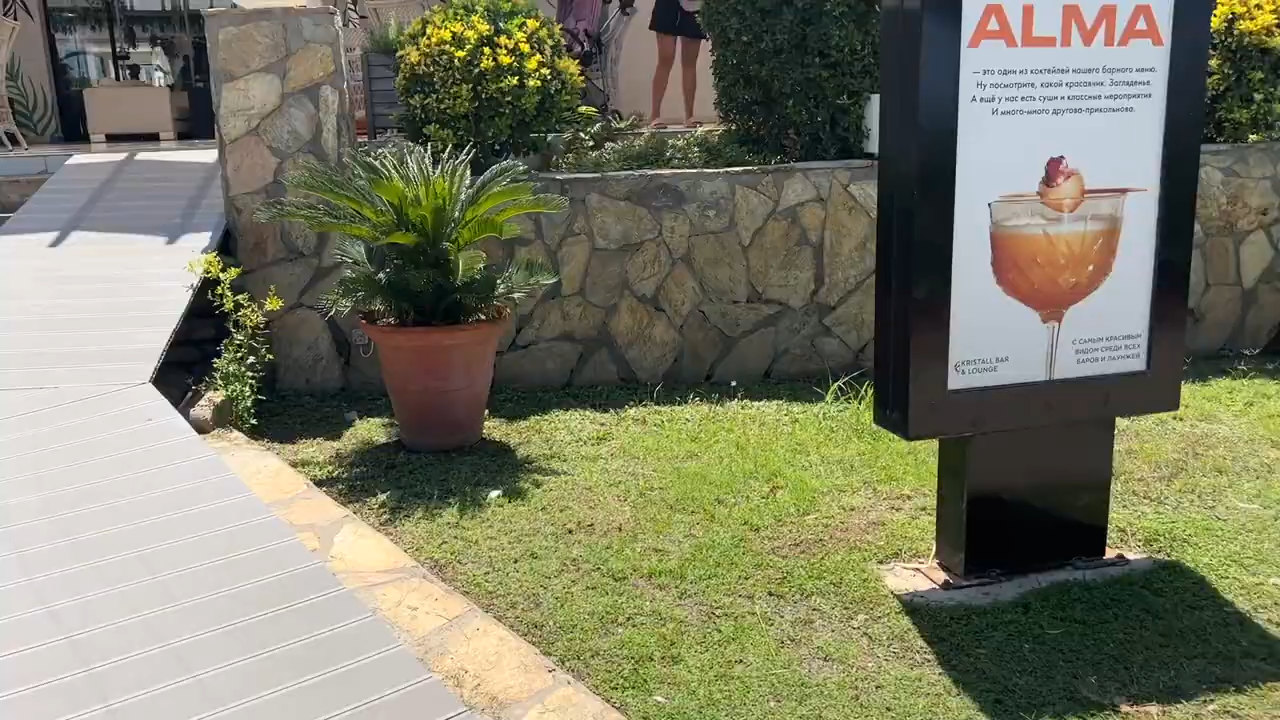 ALMA
— это один из коктейлей нашего барного меню.
Ну посмотрите, какой красавчик. Загляденье.
А ещё у нас есть суши и классные мероприятия
И много-много другова-прикольнова.
KRISTALL BAR
& LOUNGE
С САМЫМ КРАСИВЫМ
ВИДОМ СРЕДИ ВСЕХ
БАРОВ И ЛАУНЖЕЙ